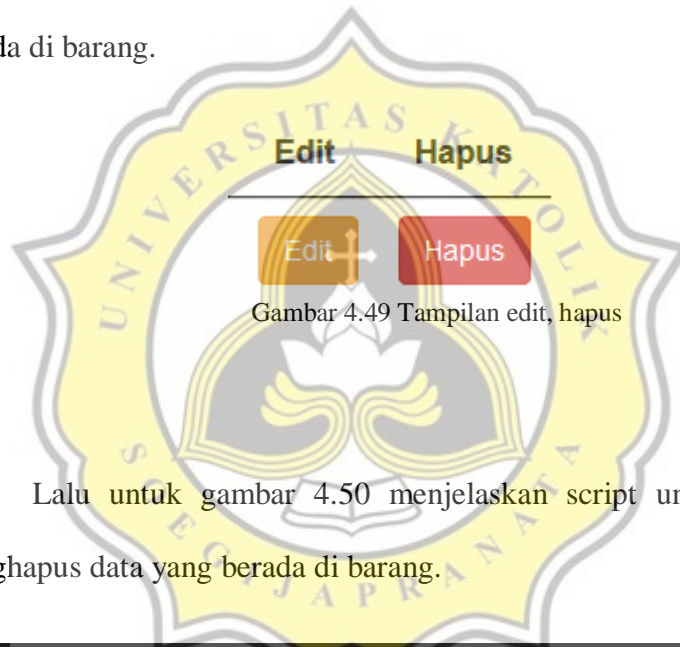 da di barang.
Edit Hapus
Edit Hapus
Gambar 4.49 Tampilan edit, hapus
Lalu untuk gambar 4.50 menjelaskan script un
ghapus data yang berada di barang.
UNIVERSITAS KATOLIK
SOEGIJAPRANATA